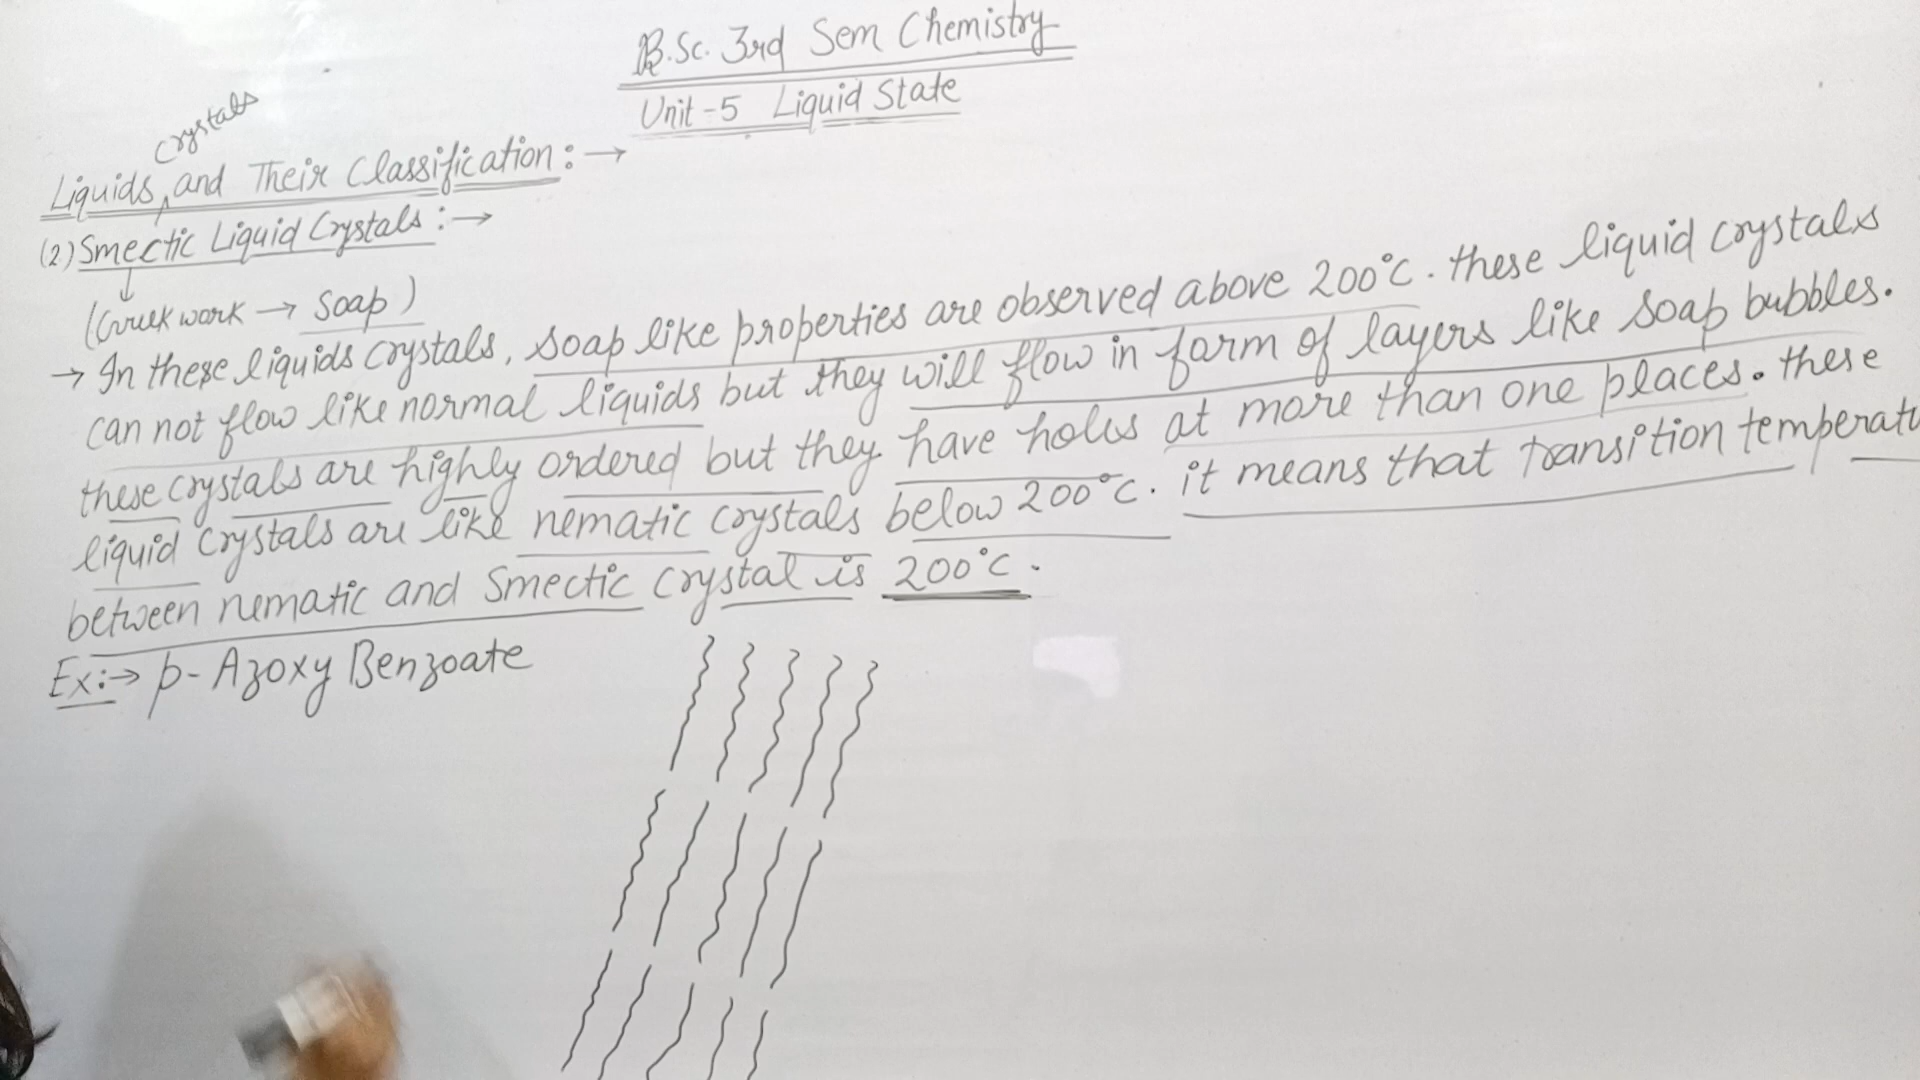 B.Sc. 3rd Sem Chemistry
Unit-5 Liquid State
Crystals
Liquids and Their Classification :→
(2) Smectic Liquid Crystals :→
(Greek work → Soap)
→ In these liquids crystals, soap like properties are observed above 200°C. these liquid crystals
can not flow like normal liquids but they will flow in farm of layers like soap bubbles.
these crystals are highly ordered but they have holes at more than one places. these
liquid crystals are like nematic crystals below 200°C. it means that transition temperatu
between nematic and Smectic crystal is 200°C.
Ex:→ p-Azoxy Benzoate